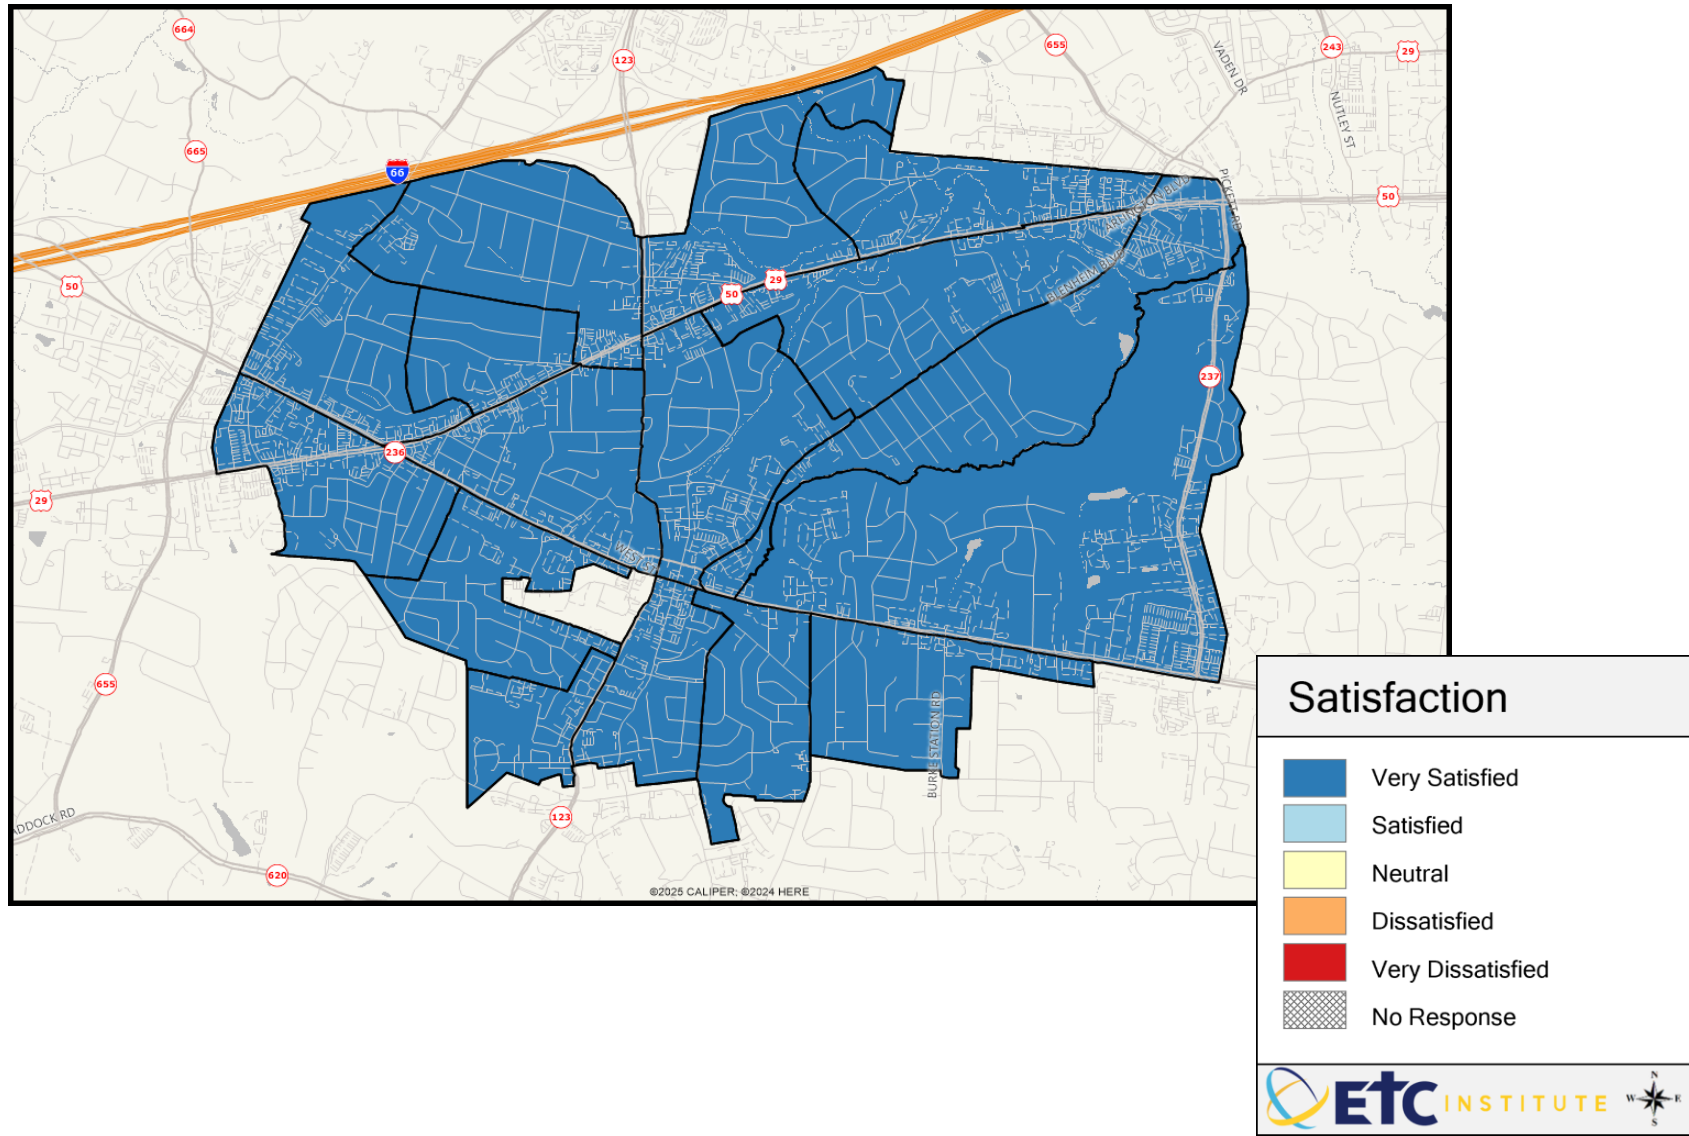 664
123
655
243
29
VADEN DR
NUTLEY ST
665
66
PICKETT RD
50
ARLINGTON BLVD
50
29
50
BLENHEIM BLVD
237
236
29
WEST ST
655
BURKE STATION RD
123
ADDOCK RD
620
©2025 CALIPER; ©2024 HERE
Satisfaction
Very Satisfied
Satisfied
Neutral
Dissatisfied
Very Dissatisfied
No Response
ETC INSTITUTE
N
W E
S